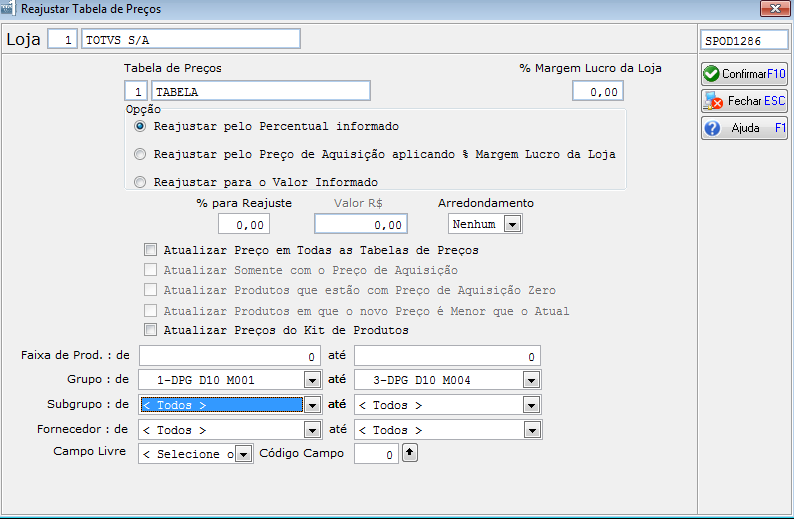 Reajustar Tabela de Preços
Loja 1 TOTVS S/A SPOD1286
Tabela de Preços % Margem Lucro da Loja
1 TABELA 0,00
Confirmar F10
Fechar ESC
Ajuda F1
Opção
Reajustar pelo Percentual informado
Reajustar pelo Preço de Aquisição aplicando % Margem Lucro da Loja
Reajustar para o Valor Informado
% para Reajuste Valor R$ Arredondamento
0,00 0,00 Nenhum
Atualizar Preço em Todas as Tabelas de Preços
Atualizar Somente com o Preço de Aquisição
Atualizar Produtos que estão com Preço de Aquisição Zero
Atualizar Produtos em que o novo Preço é Menor que o Atual
Atualizar Preços do Kit de Produtos
Faixa de Prod. : de 0 até 0
Grupo : de 1-DPG D10 M001 até 3-DPG D10 M004
Subgrupo : de < Todos > até < Todos >
Fornecedor : de < Todos > até < Todos >
Campo Livre < Selecione o Código Campo 0